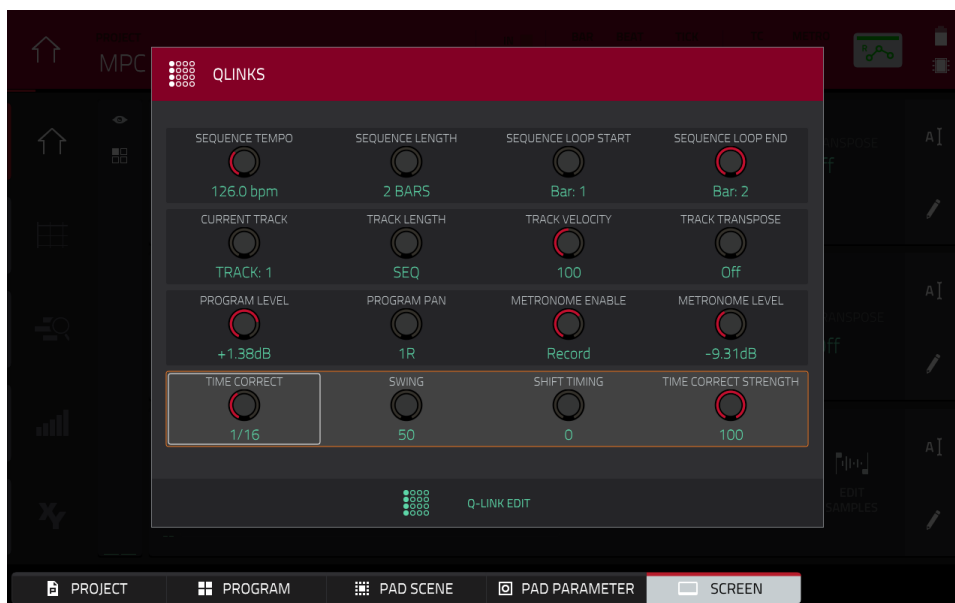 PROJECT
MPC
QLINKS
SEQUENCE TEMPO SEQUENCE LENGTH SEQUENCE LOOP START SEQUENCE LOOP END
126.0 bpm 2 BARS Bar: 1 Bar: 2
CURRENT TRACK TRACK LENGTH TRACK VELOCITY TRACK TRANSPOSE
TRACK: 1 SEQ 100 Off
PROGRAM LEVEL PROGRAM PAN METRONOME ENABLE METRONOME LEVEL
+1.38dB 1R Record -9.31dB
TIME CORRECT SWING SHIFT TIMING TIME CORRECT STRENGTH
1/16 50 0 100
Q-LINK EDIT
EDIT
SAMPLES
PROJECT PROGRAM PAD SCENE PAD PARAMETER SCREEN